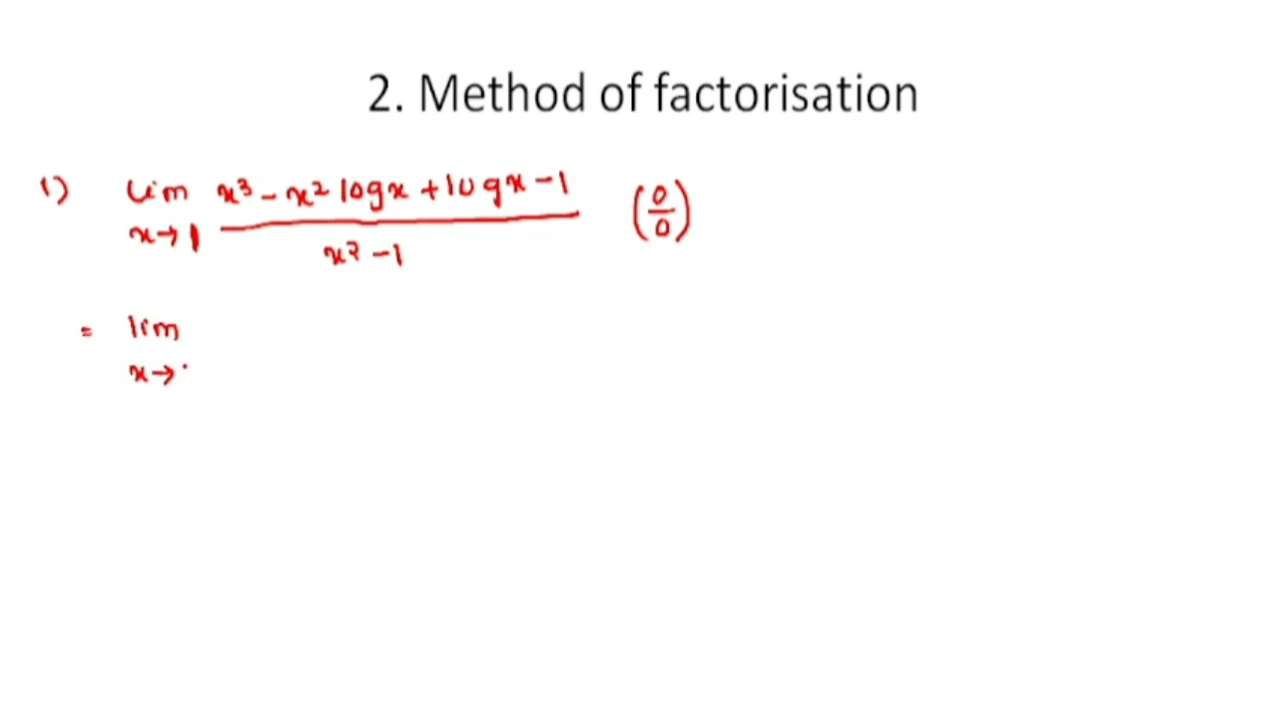 2. Method of factorisation
1) lim x³ - x² log x + log x - 1 (0/0)
x→1 x² - 1
= lim
x→